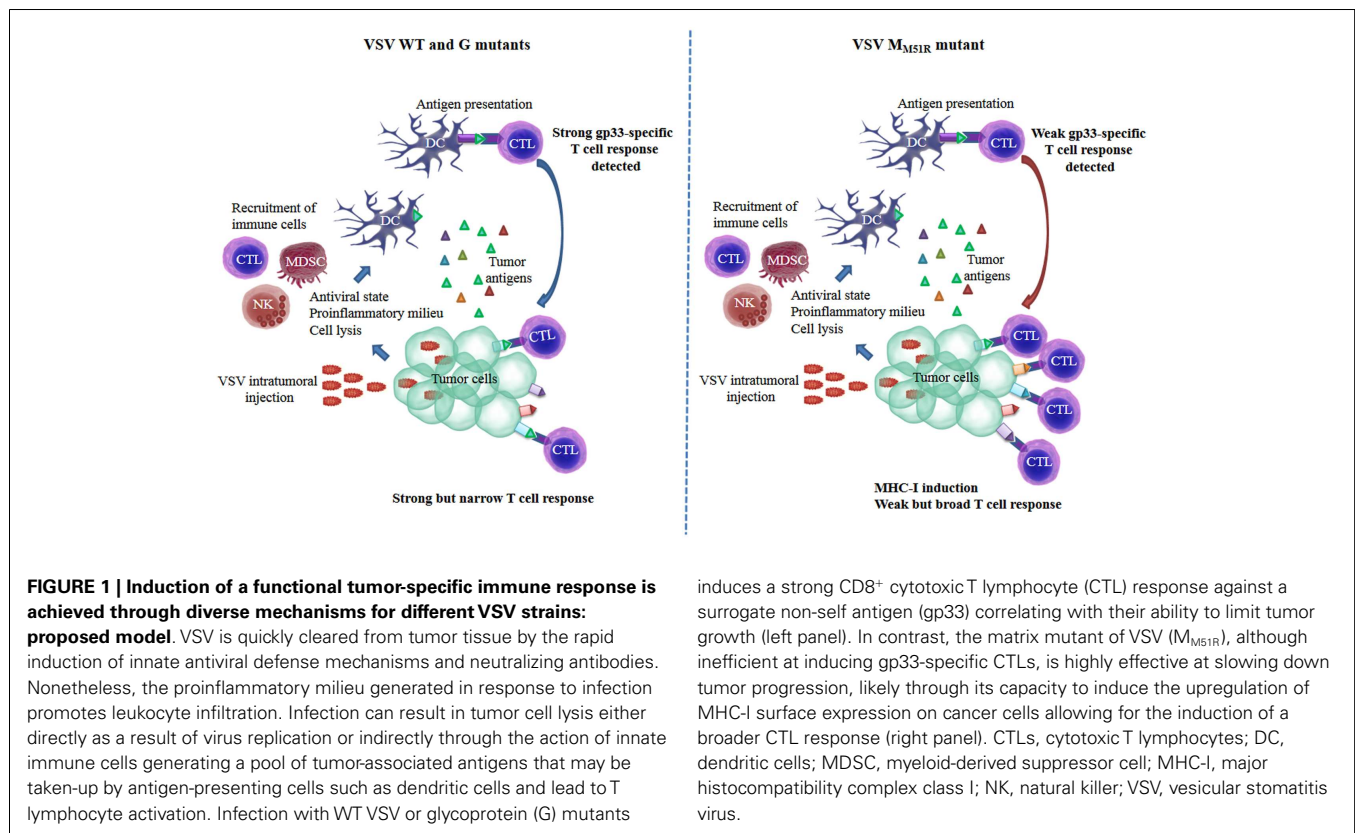 VSV WT and G mutants
Antigen presentation
DC
CTL
Strong gp33-specific
T cell response
detected
Recruitment of
immune cells
DC
CTL
MDSC
NK
Tumor
antigens
Antiviral state
Proinflammatory milieu
Cell lysis
CTL
VSV intratumoral
injection
Tumor cells
CTL
Strong but narrow T cell response
VSV M_M51R mutant
Antigen presentation
DC
CTL
Weak gp33-specific
T cell response
detected
Recruitment of
immune cells
DC
CTL
MDSC
NK
Tumor
antigens
Antiviral state
Proinflammatory milieu
Cell lysis
CTL
CTL
VSV intratumoral
injection
Tumor cells
CTL
CTL
MHC-I induction
Weak but broad T cell response
FIGURE 1 | Induction of a functional tumor-specific immune response is
achieved through diverse mechanisms for different VSV strains:
proposed model. VSV is quickly cleared from tumor tissue by the rapid
induction of innate antiviral defense mechanisms and neutralizing antibodies.
Nonetheless, the proinflammatory milieu generated in response to infection
promotes leukocyte infiltration. Infection can result in tumor cell lysis either
directly as a result of virus replication or indirectly through the action of innate
immune cells generating a pool of tumor-associated antigens that may be
taken-up by antigen-presenting cells such as dendritic cells and lead to T
lymphocyte activation. Infection with WT VSV or glycoprotein (G) mutants
induces a strong CD8⁺ cytotoxic T lymphocyte (CTL) response against a
surrogate non-self antigen (gp33) correlating with their ability to limit tumor
growth (left panel). In contrast, the matrix mutant of VSV (M_M51R), although
inefficient at inducing gp33-specific CTLs, is highly effective at slowing down
tumor progression, likely through its capacity to induce the upregulation of
MHC-I surface expression on cancer cells allowing for the induction of a
broader CTL response (right panel). CTLs, cytotoxic T lymphocytes; DC,
dendritic cells; MDSC, myeloid-derived suppressor cell; MHC-I, major
histocompatibility complex class I; NK, natural killer; VSV, vesicular stomatitis
virus.